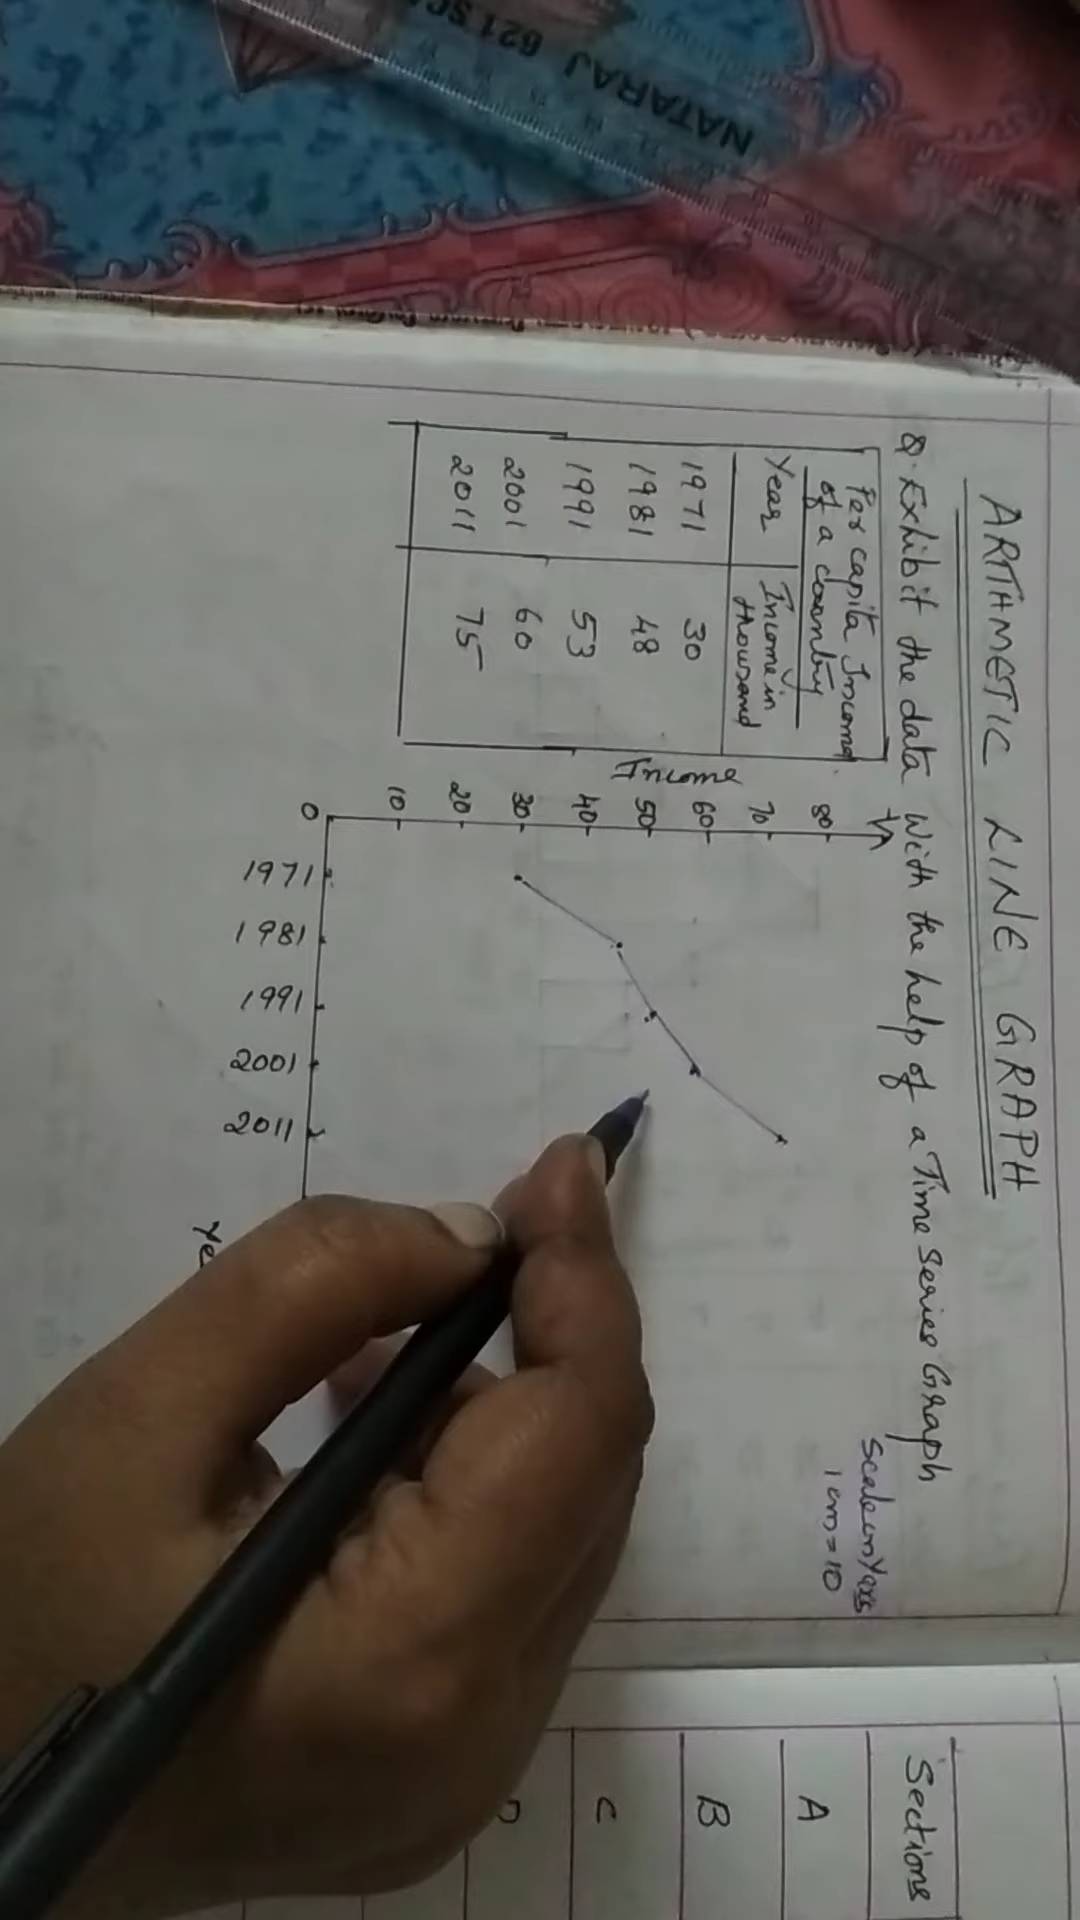 NATARAJ 621
ARTHMETIC LINE GRAPH
Q. Exhibit the data with the help of a Time Series Graph
Scale on Y axis
1 cm = 10
Per capita Income
of a country
Year Income in
thousand
1971 30
1981 48
1991 53
2001 60
2011 75
Income
80
70
60
50
40
30
20
10
0
1971 1981 1991 2001 2011
Sections
A
B
C